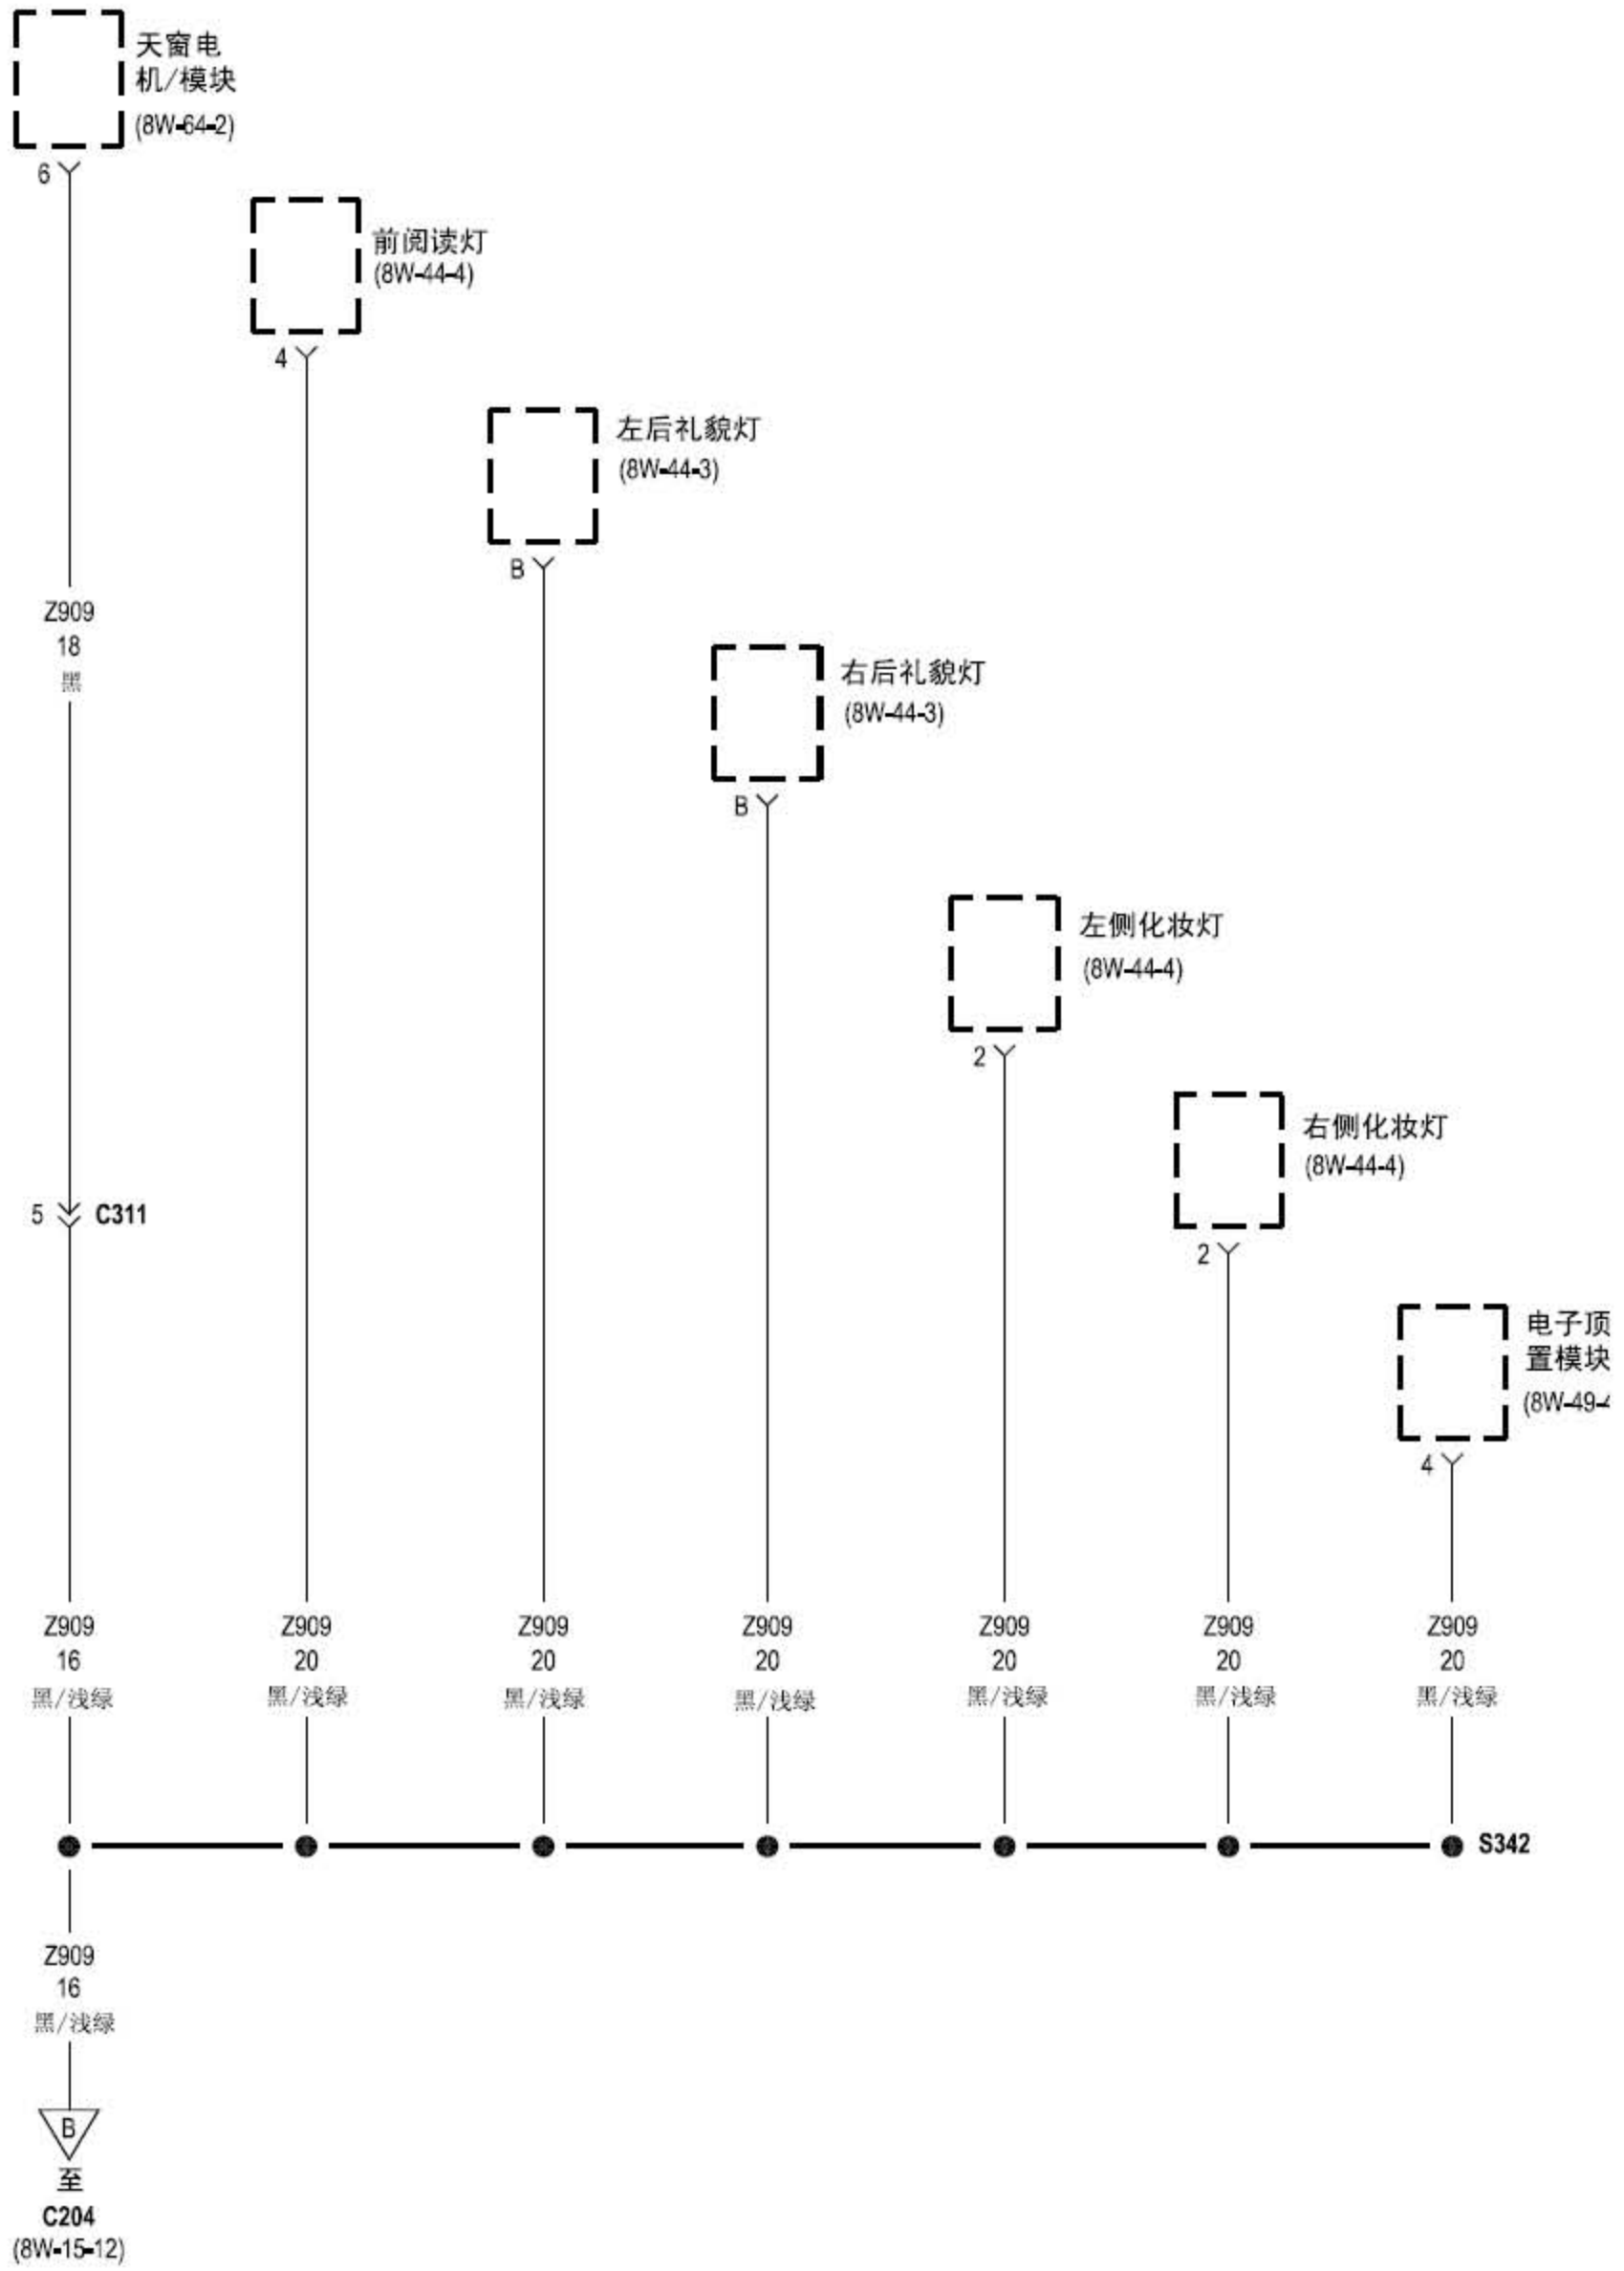 天窗电
机/模块
(8W-64-2)
6
前阅读灯
(8W-44-4)
4
左后礼貌灯
(8W-44-3)
B
Z909
18
黑
右后礼貌灯
(8W-44-3)
B
左侧化妆灯
(8W-44-4)
2
右侧化妆灯
(8W-44-4)
2
5 C311
电子顶
置模块
(8W-49-
4
Z909 Z909 Z909 Z909 Z909 Z909 Z909
16 20 20 20 20 20 20
黑/浅绿 黑/浅绿 黑/浅绿 黑/浅绿 黑/浅绿 黑/浅绿 黑/浅绿
S342
Z909
16
黑/浅绿
B
至
C204
(8W-15-12)